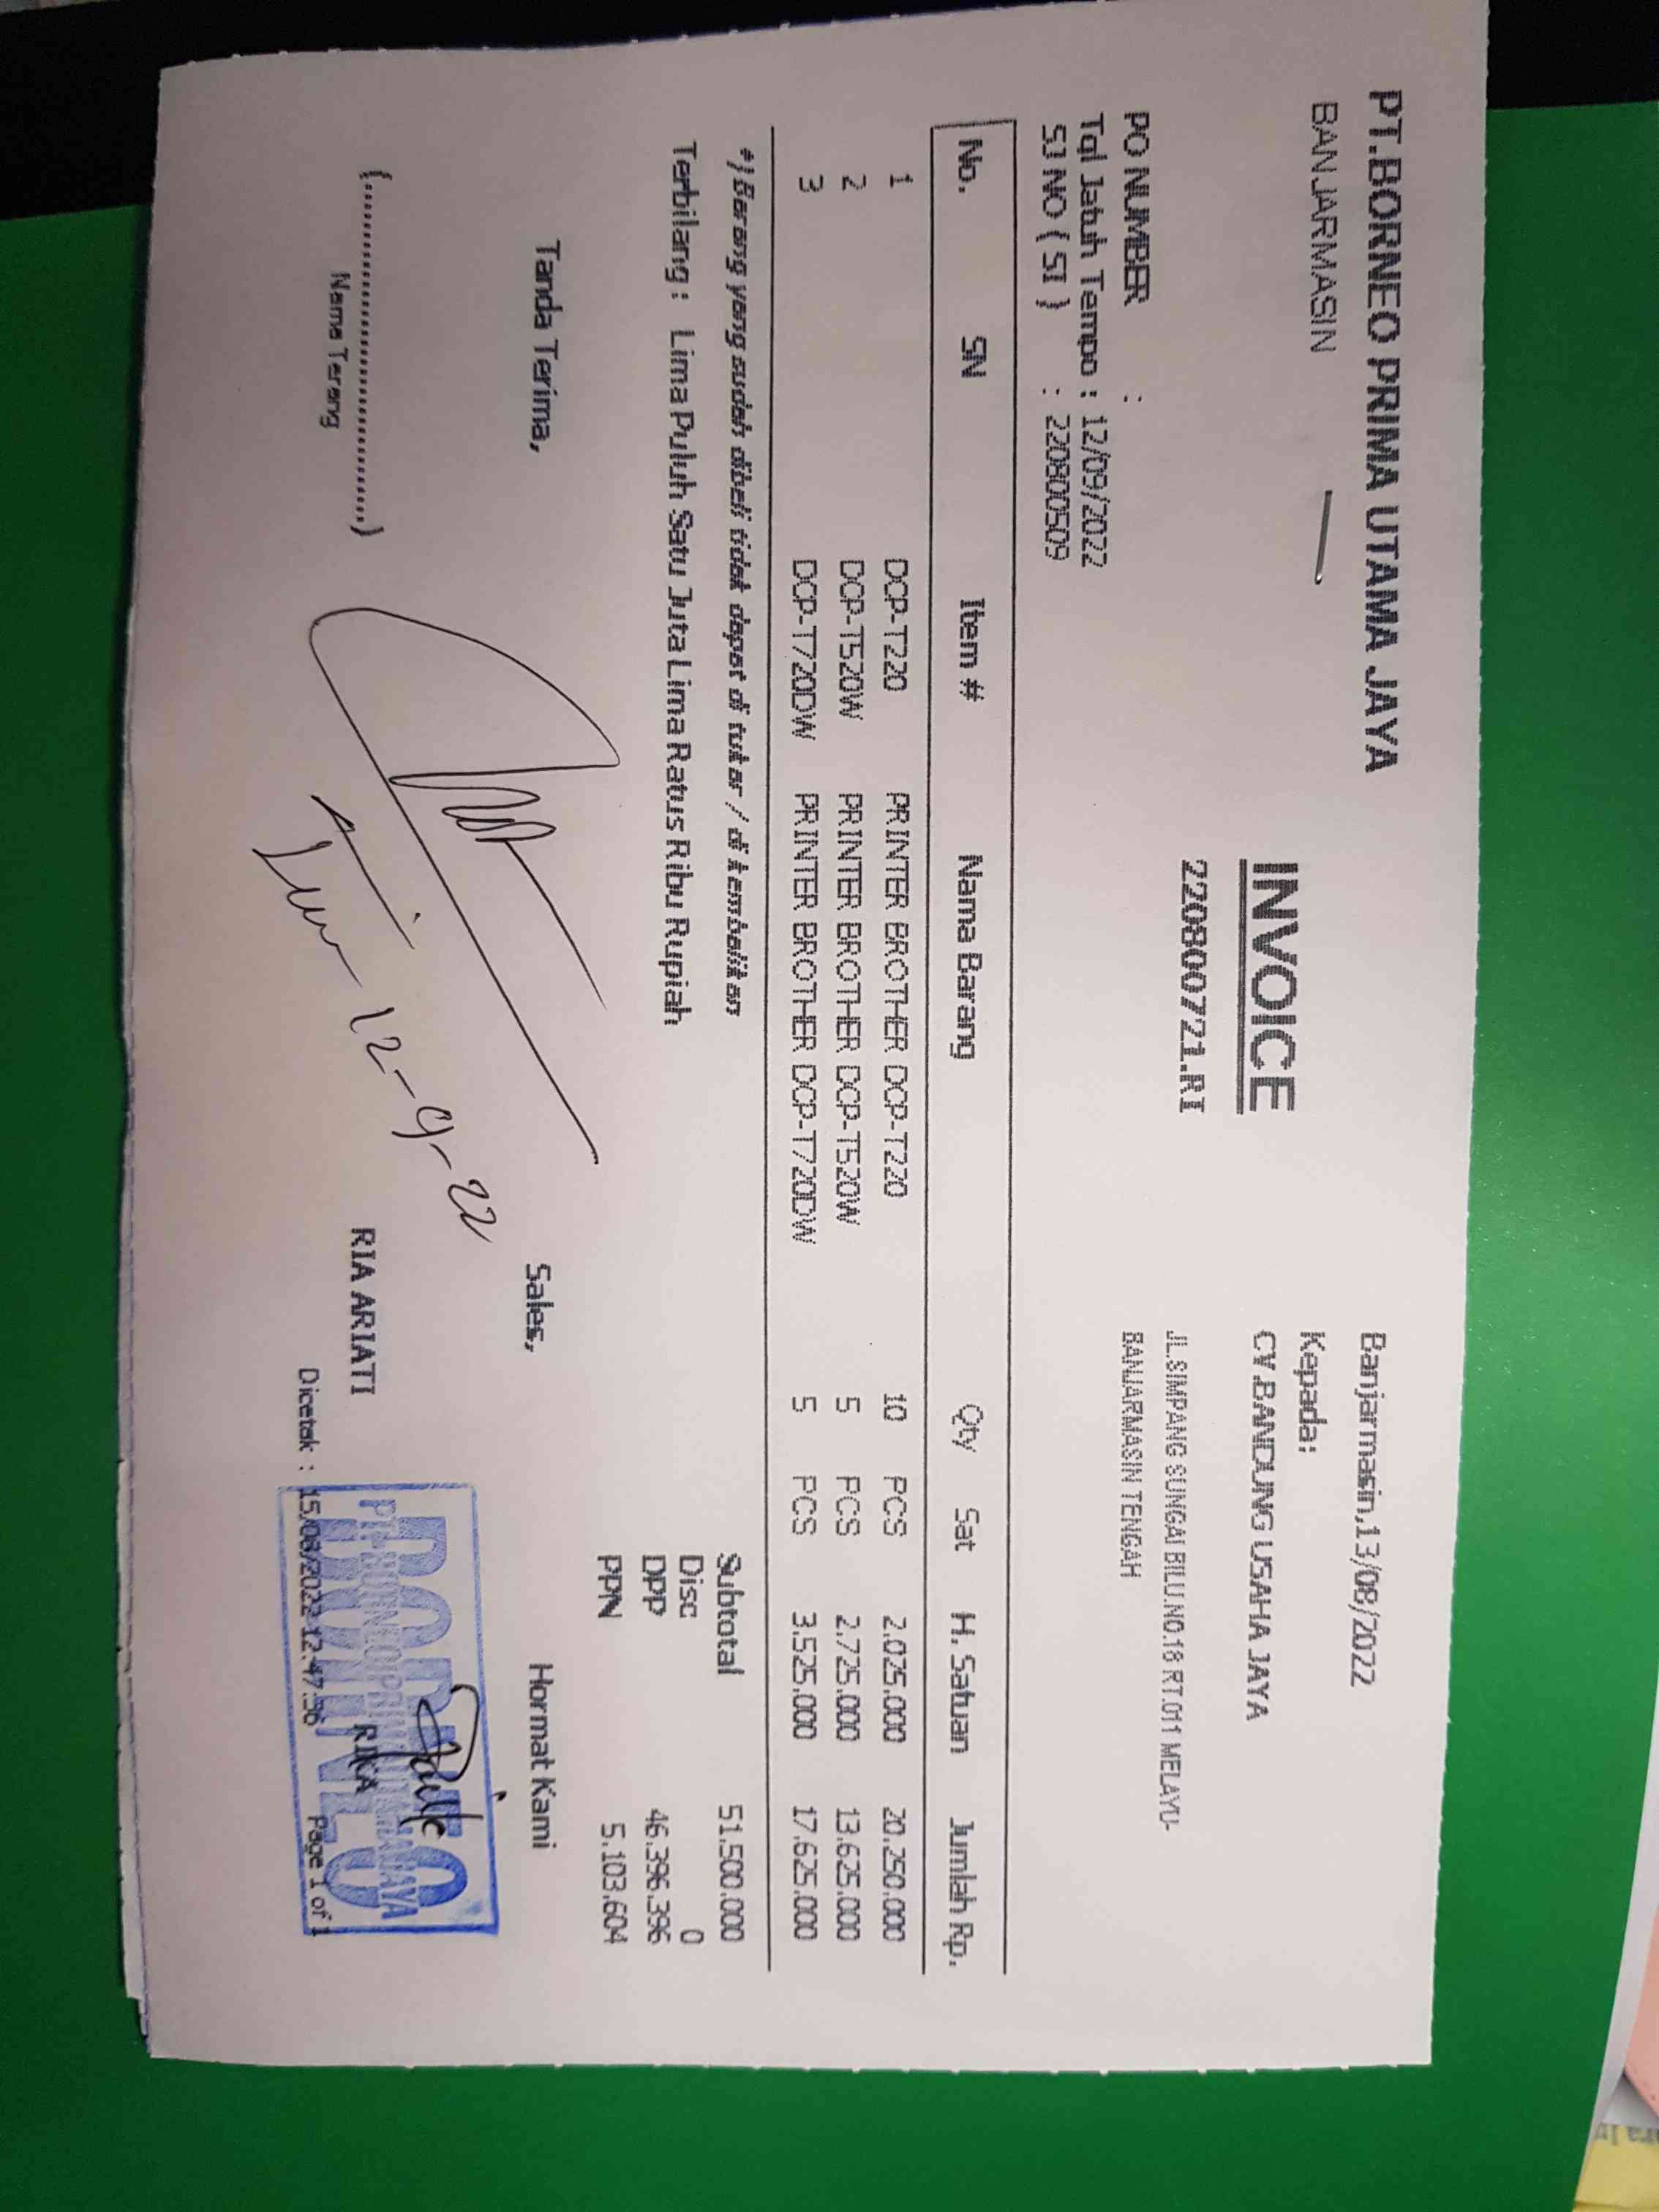 PT.BORNEO PRIMA UTAMA JAYA
BANJARMASIN
INVOICE
220800721.RI
Banjarmasin,13/08/2022
Kepada:
CV.BANDUNG USAHA JAYA
JL.SIMPANG SUNGAI BILU.NO.18 RT.011 MELAYU-
BANJARMASIN TENGAH
PO NUMBER :
Tgl Jatuh Tempo : 12/09/2022
SJ NO ( SI ) : 220800509
No. SN Item # Nama Barang Qty Sat H. Satuan Jumlah Rp.
1 DCP-T220 PRINTER BROTHER DCP-T220 10 PCS 2.025.000 20.250.000
2 DCP-T520W PRINTER BROTHER DCP-T520W 5 PCS 2.725.000 13.625.000
3 DCP-T720DW PRINTER BROTHER DCP-T720DW 5 PCS 3.525.000 17.625.000
*) Barang yang sudah dibeli tidak dapat di tukar / di kembalikan
Subtotal 51.500.000
Terbilang : Lima Puluh Satu Juta Lima Ratus Ribu Rupiah
Disc 0
DPP 46.396.396
PPN 5.103.604
Tanda Terima,
Sales,
Hormat Kami
12-9-22
(....................................)
Nama Terang
RIA ARIATI
RIKA
BORNEO
PT. BORNEO PRIMA UTAMA JAYA
Dicetak : 15/08/2022 12:47:36 Page 1 of 1